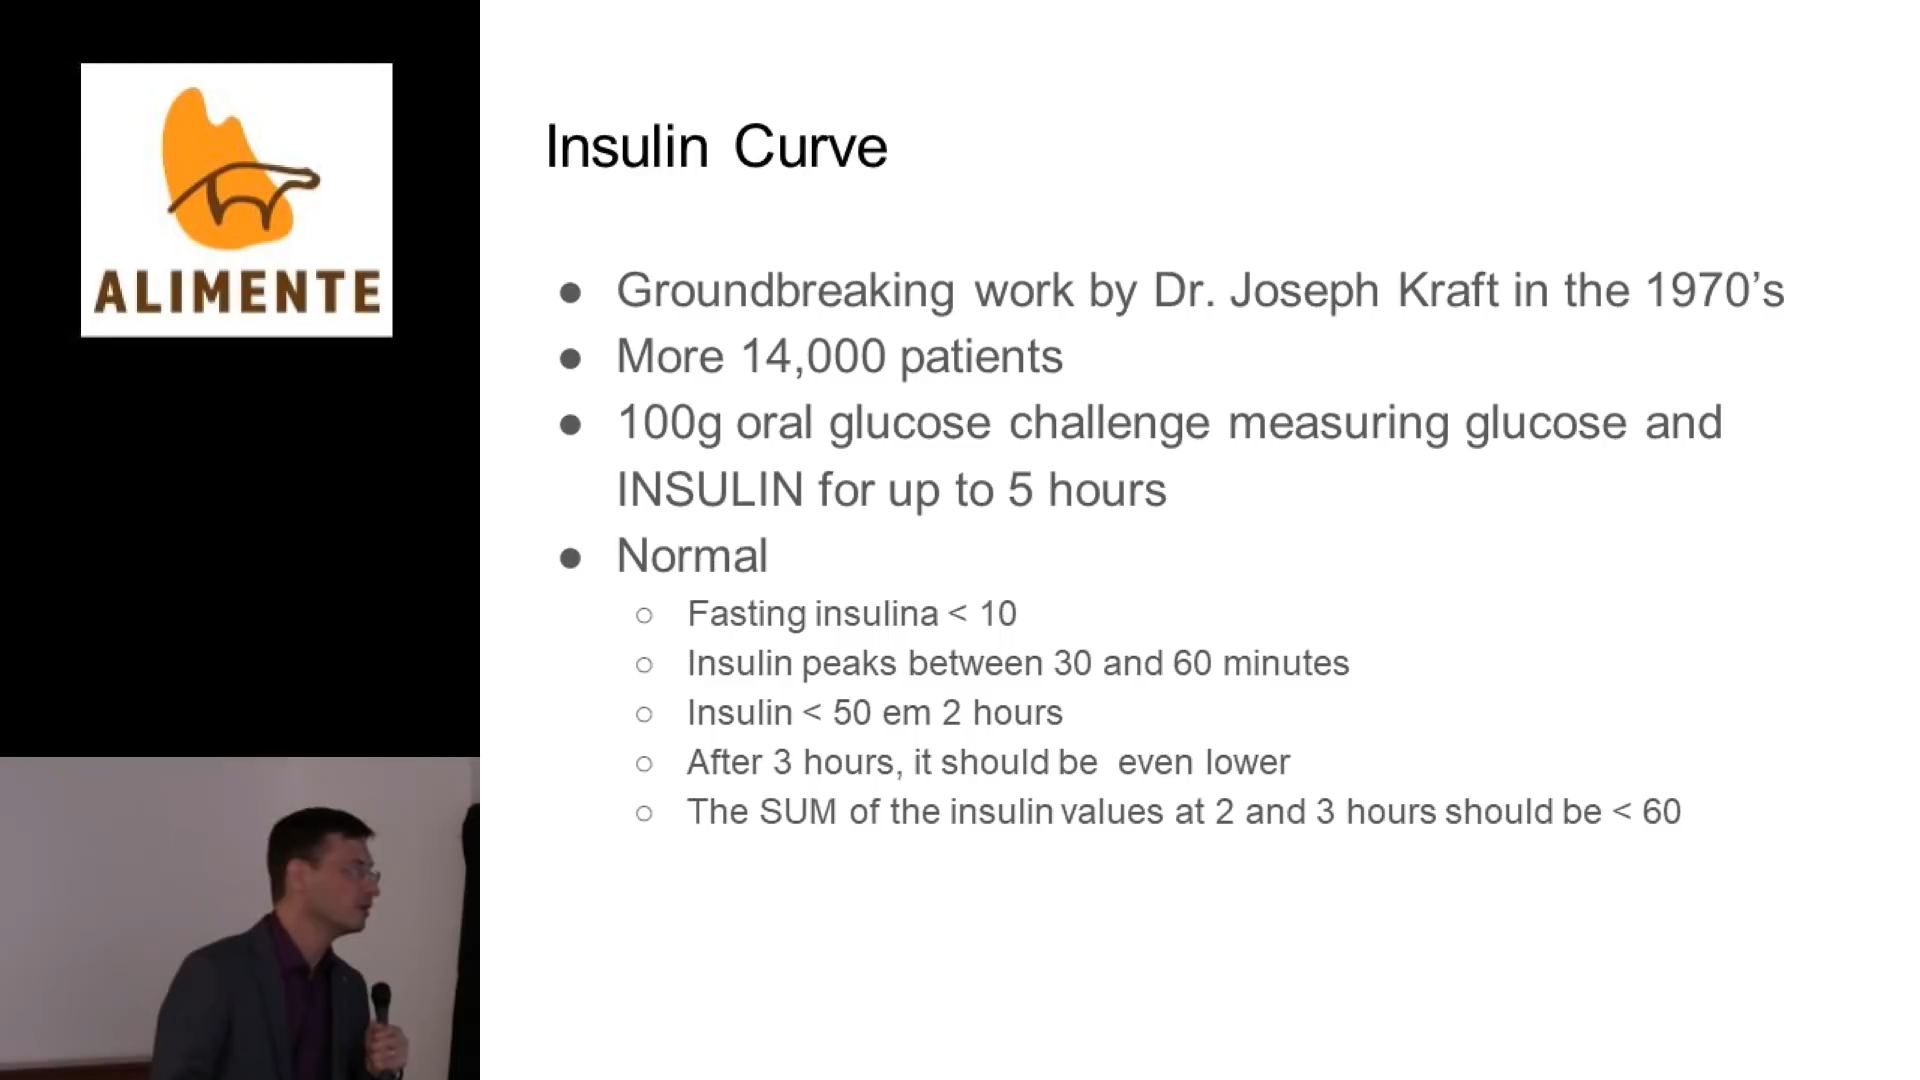 ALIMENTE
Insulin Curve
● Groundbreaking work by Dr. Joseph Kraft in the 1970’s
● More 14,000 patients
● 100g oral glucose challenge measuring glucose and
INSULIN for up to 5 hours
● Normal
○ Fasting insulina < 10
○ Insulin peaks between 30 and 60 minutes
○ Insulin < 50 em 2 hours
○ After 3 hours, it should be even lower
○ The SUM of the insulin values at 2 and 3 hours should be < 60